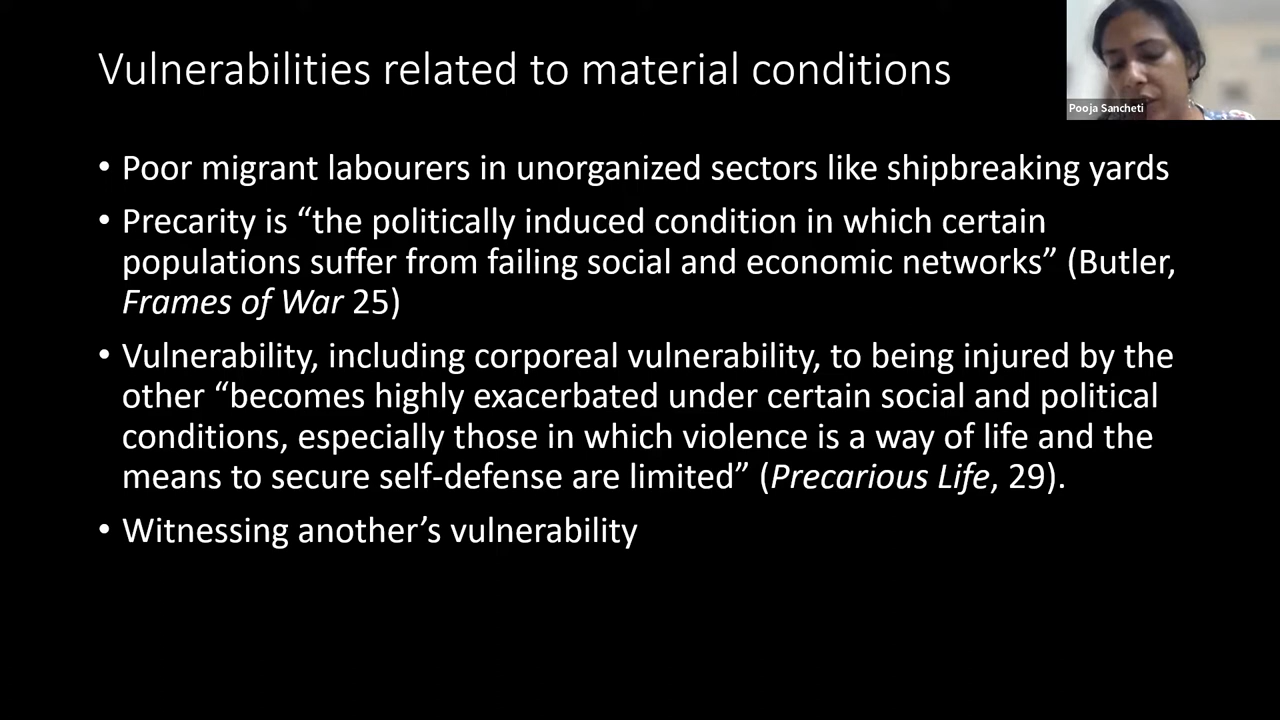 Vulnerabilities related to material conditions
Pooja Sancheti
• Poor migrant labourers in unorganized sectors like shipbreaking yards
• Precarity is “the politically induced condition in which certain
populations suffer from failing social and economic networks” (Butler,
Frames of War 25)
• Vulnerability, including corporeal vulnerability, to being injured by the
other “becomes highly exacerbated under certain social and political
conditions, especially those in which violence is a way of life and the
means to secure self-defense are limited” (Precarious Life, 29).
• Witnessing another’s vulnerability